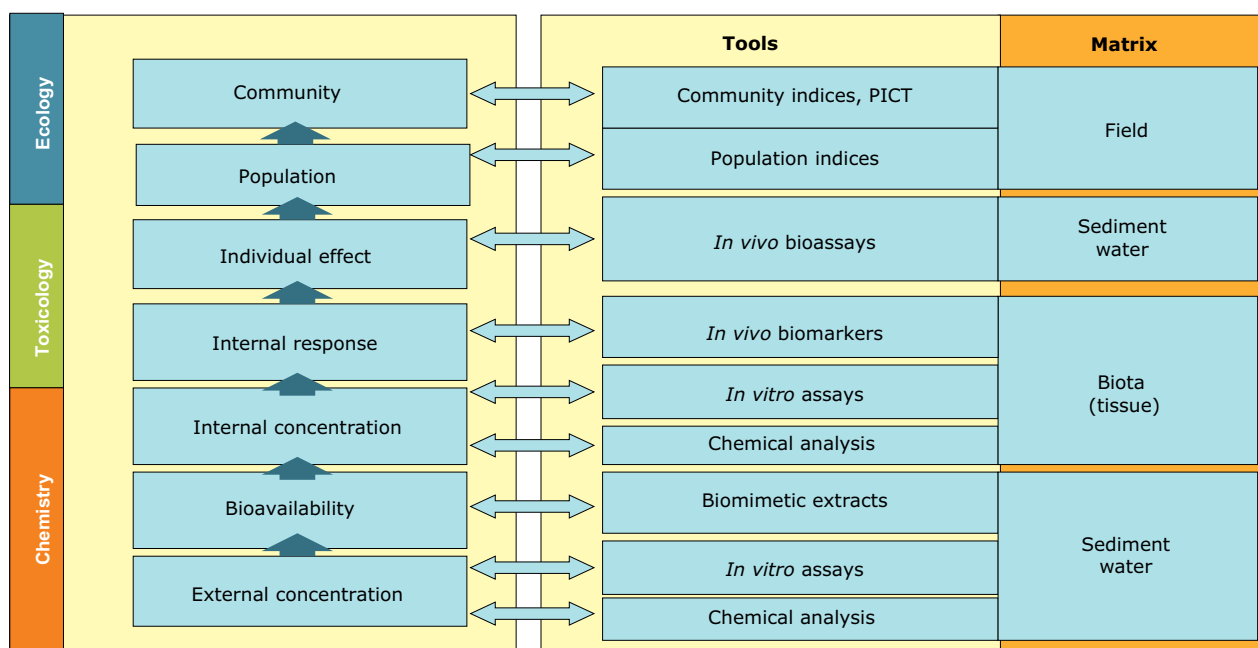 Tools
Matrix
Ecology
Toxicology
Chemistry
Community
Population
Individual effect
Internal response
Internal concentration
Bioavailability
External concentration
Community indices, PICT
Population indices
In vivo bioassays
In vivo biomarkers
In vitro assays
Chemical analysis
Biomimetic extracts
In vitro assays
Chemical analysis
Field
Sediment
water
Biota
(tissue)
Sediment
water